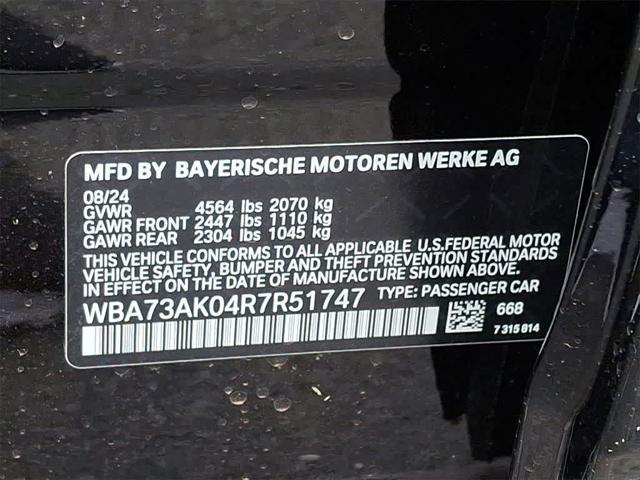 MFD BY BAYERISCHE MOTOREN WERKE AG
08/24
GVWR 4564 lbs 2070 kg
GAWR FRONT 2447 lbs 1110 kg
GAWR REAR 2304 lbs 1045 kg
THIS VEHICLE CONFORMS TO ALL APPLICABLE U.S.FEDERAL MOTOR
VEHICLE SAFETY, BUMPER, AND THEFT PREVENTION STANDARDS
IN EFFECT ON THE DATE OF MANUFACTURE SHOWN ABOVE.
WBA73AK04R7R51747 TYPE: PASSENGER CAR
668
7 315 814